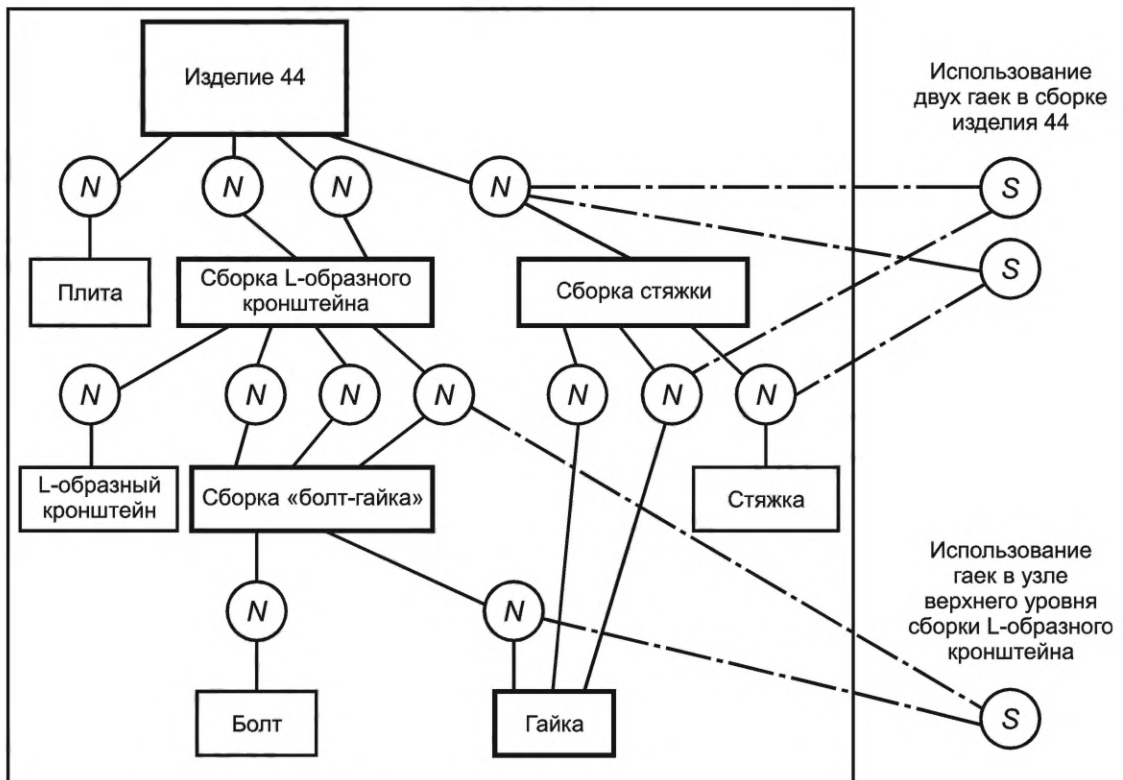 Изделие 44
Использование
двух гаек в сборке
изделия 44
N
N
N
N
S
S
Плита
Сборка L-образного
кронштейна
Сборка стяжки
N
N
N
N
N
N
N
L-образный
кронштейн
Сборка «болт-гайка»
Стяжка
Использование
гаек в узле
верхнего уровня
сборки L-образного
кронштейна
N
N
Болт
Гайка
S